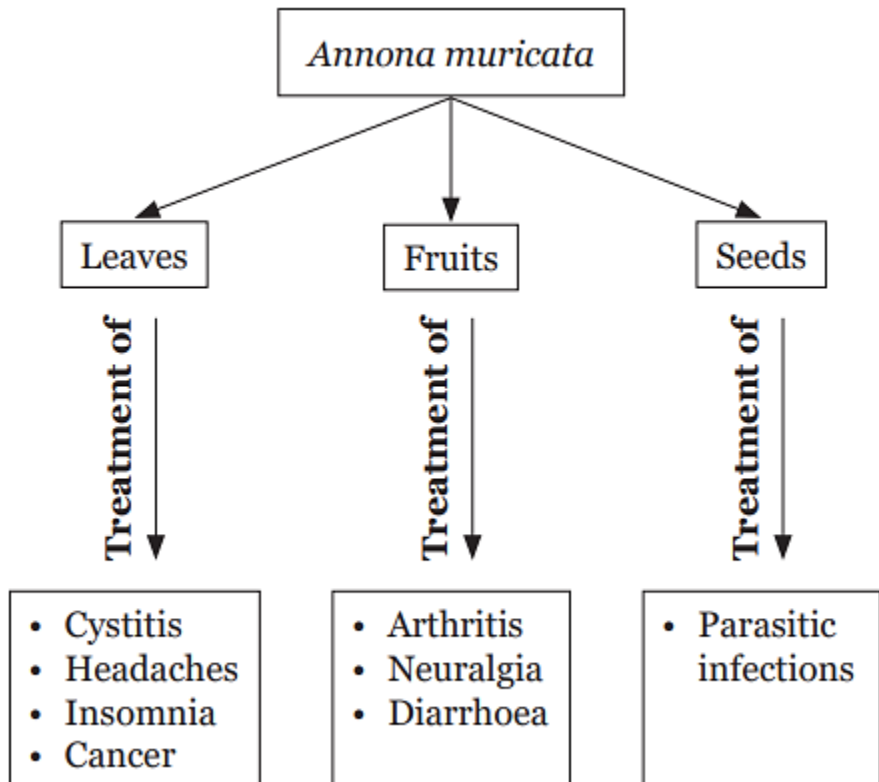 Annona muricata
Leaves
Fruits
Seeds
Treatment of
Treatment of
Treatment of
• Cystitis
• Headaches
• Insomnia
• Cancer
• Arthritis
• Neuralgia
• Diarrhoea
• Parasitic
infections